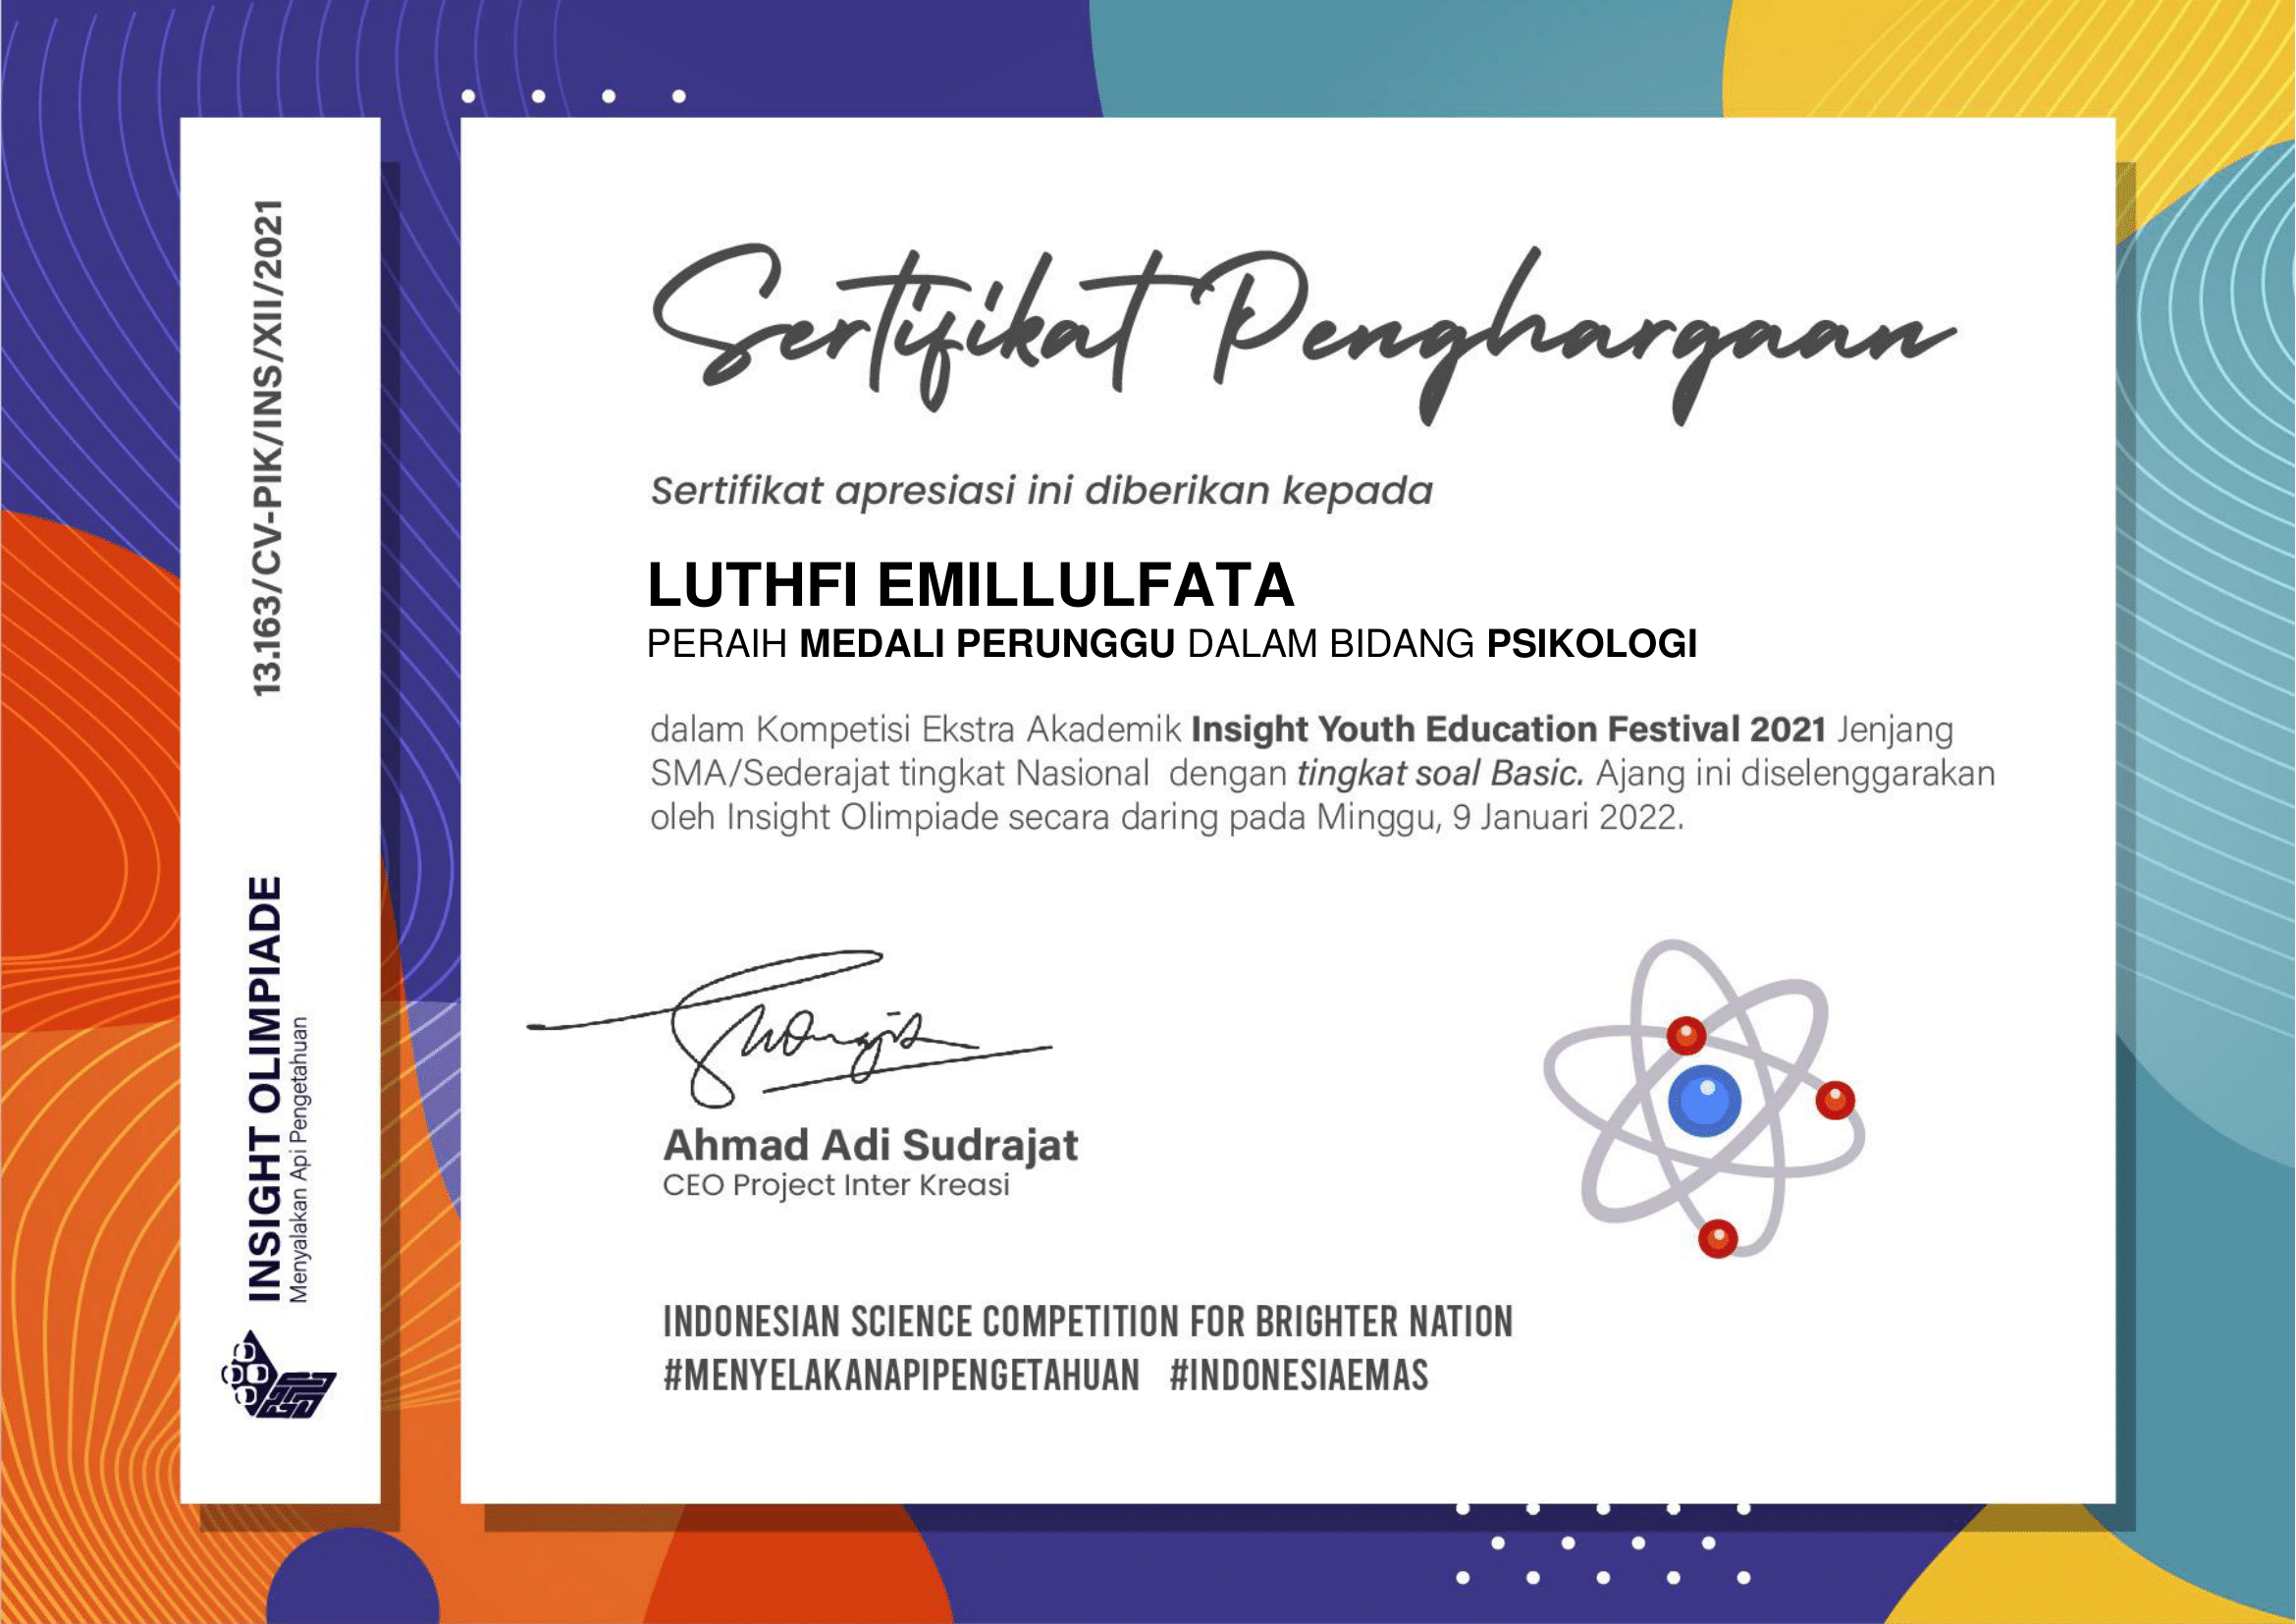 13.163/CV-PIK/INS/XII/2021
INSIGHT OLIMPIADE
Menyalakan Api Pengetahuan
Sertifikat Penghargaan
Sertifikat apresiasi ini diberikan kepada
LUTHFI EMILLULFATA
PERAIH MEDALI PERUNGGU DALAM BIDANG PSIKOLOGI
dalam Kompetisi Ekstra Akademik Insight Youth Education Festival 2021 Jenjang
SMA/Sederajat tingkat Nasional dengan tingkat soal Basic. Ajang ini diselenggarakan
oleh Insight Olimpiade secara daring pada Minggu, 9 Januari 2022.
Ahmad Adi Sudrajat
CEO Project Inter Kreasi
INDONESIAN SCIENCE COMPETITION FOR BRIGHTER NATION
#MENYELAKANAPIPENGETAHUAN #INDONESIAEMAS